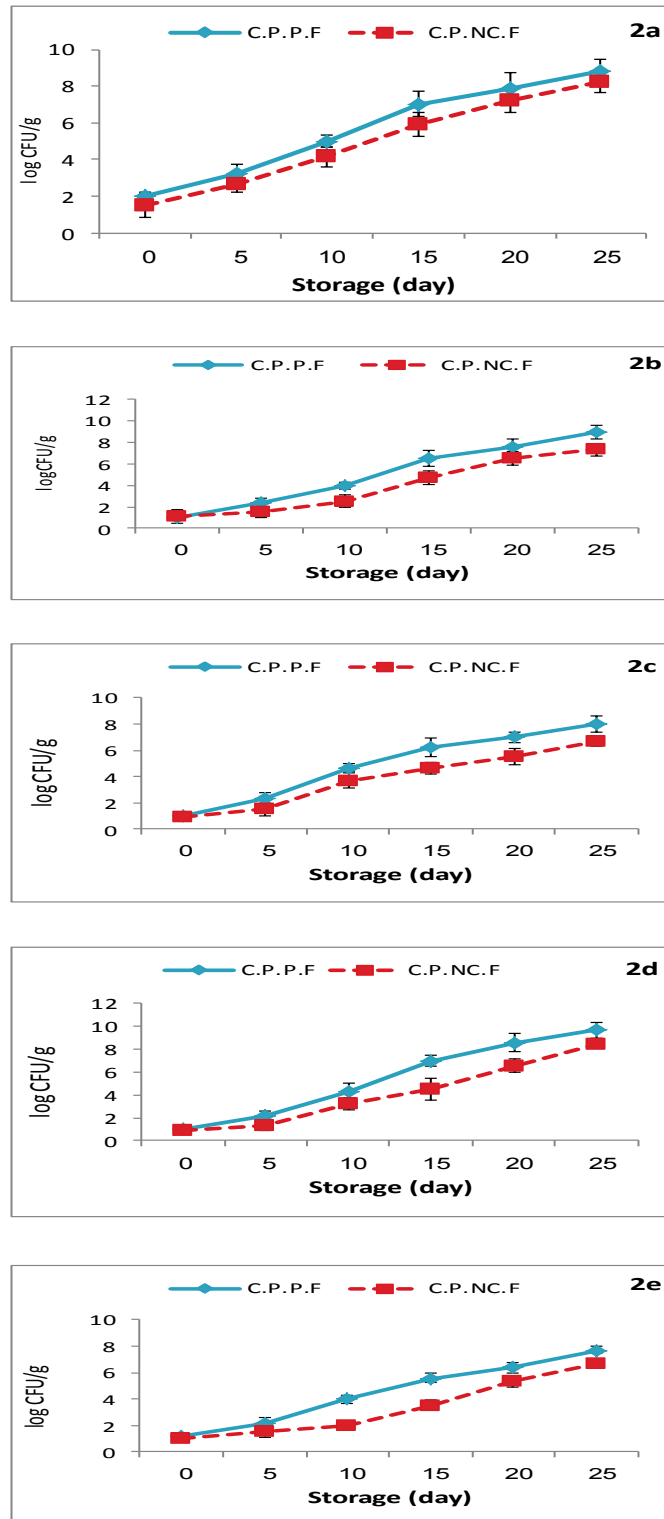 C.P.P.F C.P.NC.F 2a
10
8
6
4
2
0
log CFU/g
0 5 10 15 20 25
Storage (day)
C.P.P.F C.P.NC.F 2b
12
10
8
6
4
2
0
logCFU/g
0 5 10 15 20 25
Storage (day)
C.P.P.F C.P.NC.F 2c
10
8
6
4
2
0
logCFU/g
0 5 10 15 20 25
Storage (day)
C.P.P.F C.P.NC.F 2d
12
10
8
6
4
2
0
logCFU/g
0 5 10 15 20 25
Storage (day)
C.P.P.F C.P.NC.F 2e
10
8
6
4
2
0
log CFU/g
0 5 10 15 20 25
Storage (day)